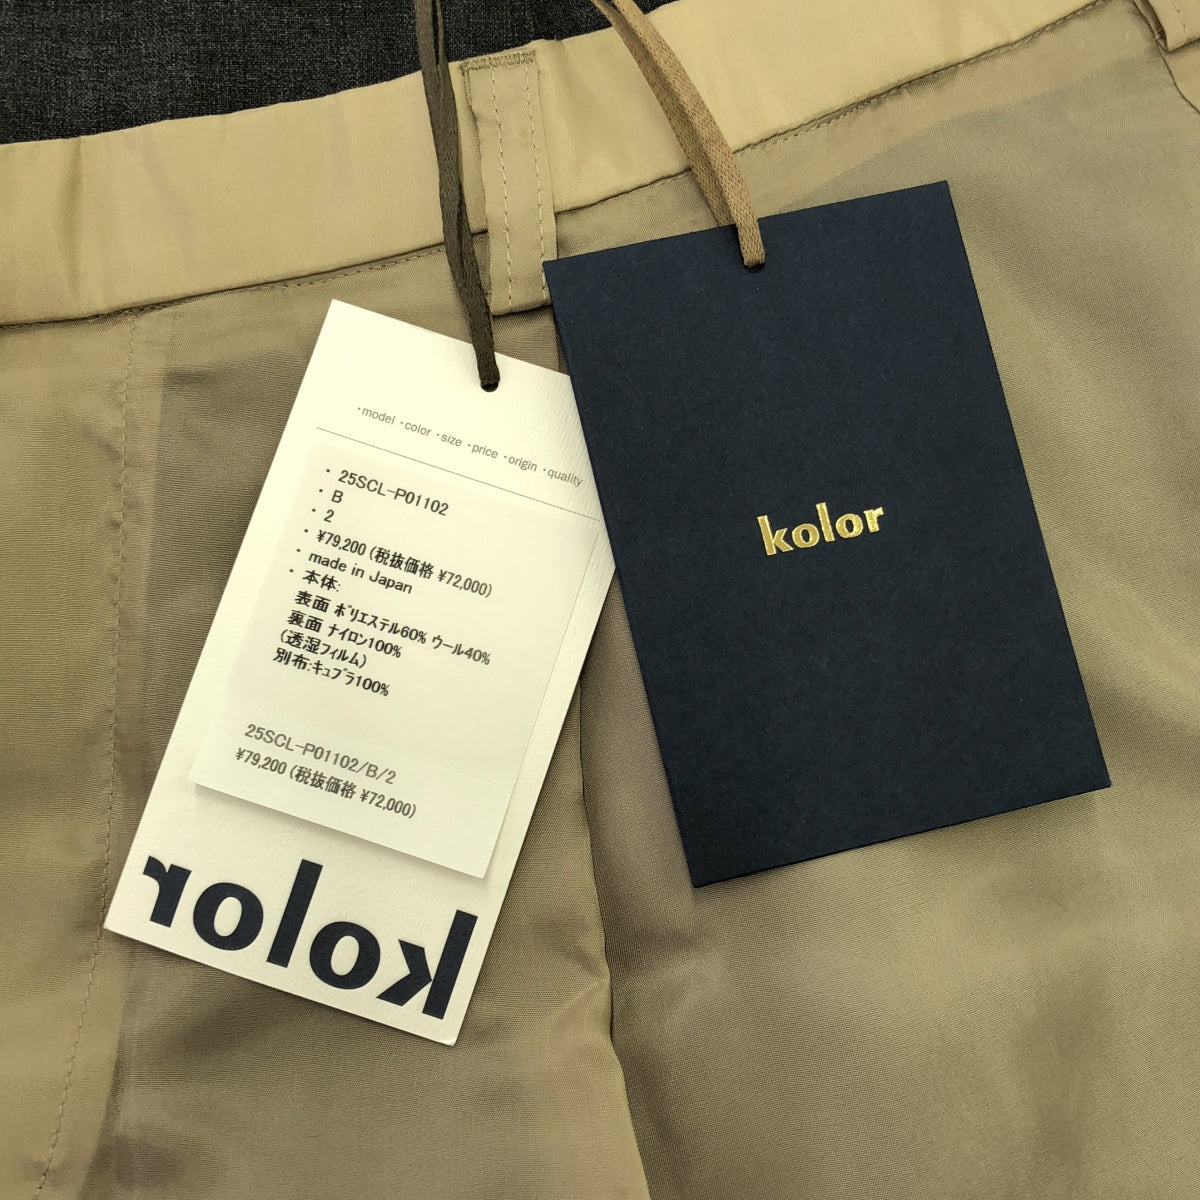 ·model ·color ·size ·price ·origin ·quality
· 25SCL-P01102
· B
· 2
· ¥79,200 (税抜価格 ¥72,000)
· made in Japan
· 本体:
表面 ポリエステル60% ウール40%
裏面 ナイロン100%
(透湿フィルム)
別布:キュプラ100%
25SCL-P01102/B/2
¥79,200 (税抜価格 ¥72,000)
kolor
kolor